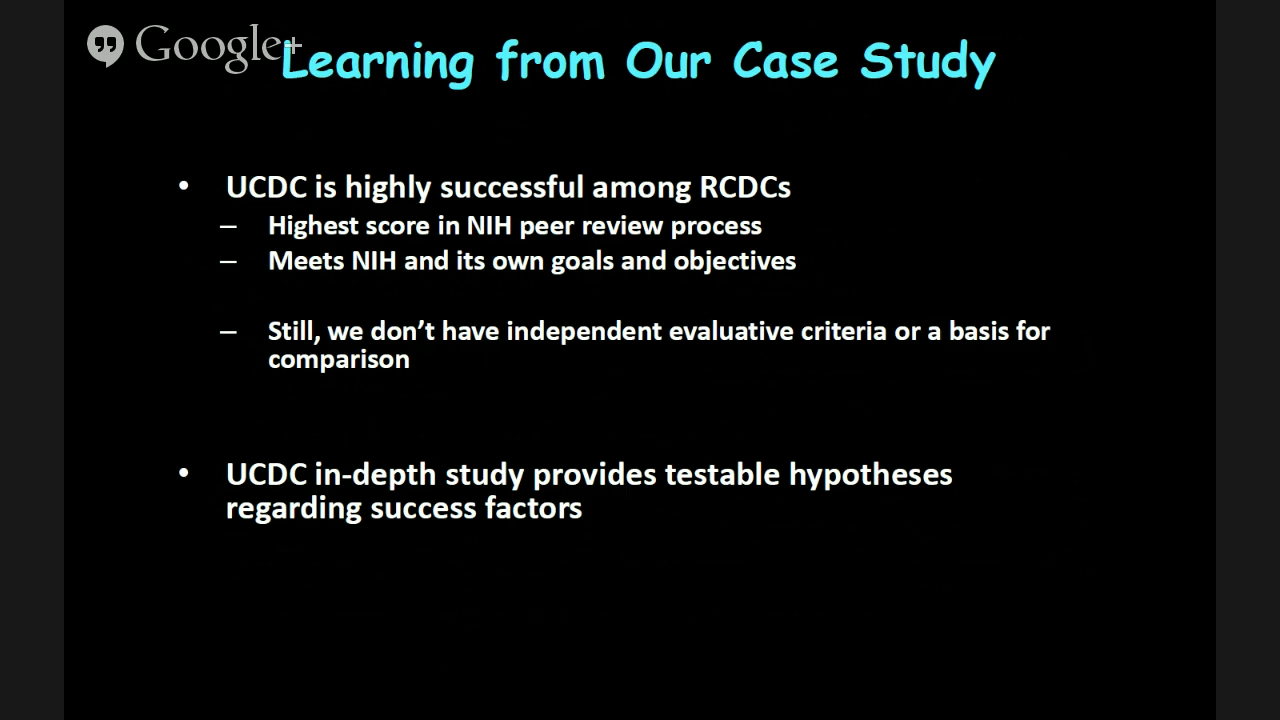 Google+
Learning from Our Case Study
• UCDC is highly successful among RCDCs
– Highest score in NIH peer review process
– Meets NIH and its own goals and objectives
– Still, we don’t have independent evaluative criteria or a basis for
comparison
• UCDC in-depth study provides testable hypotheses
regarding success factors